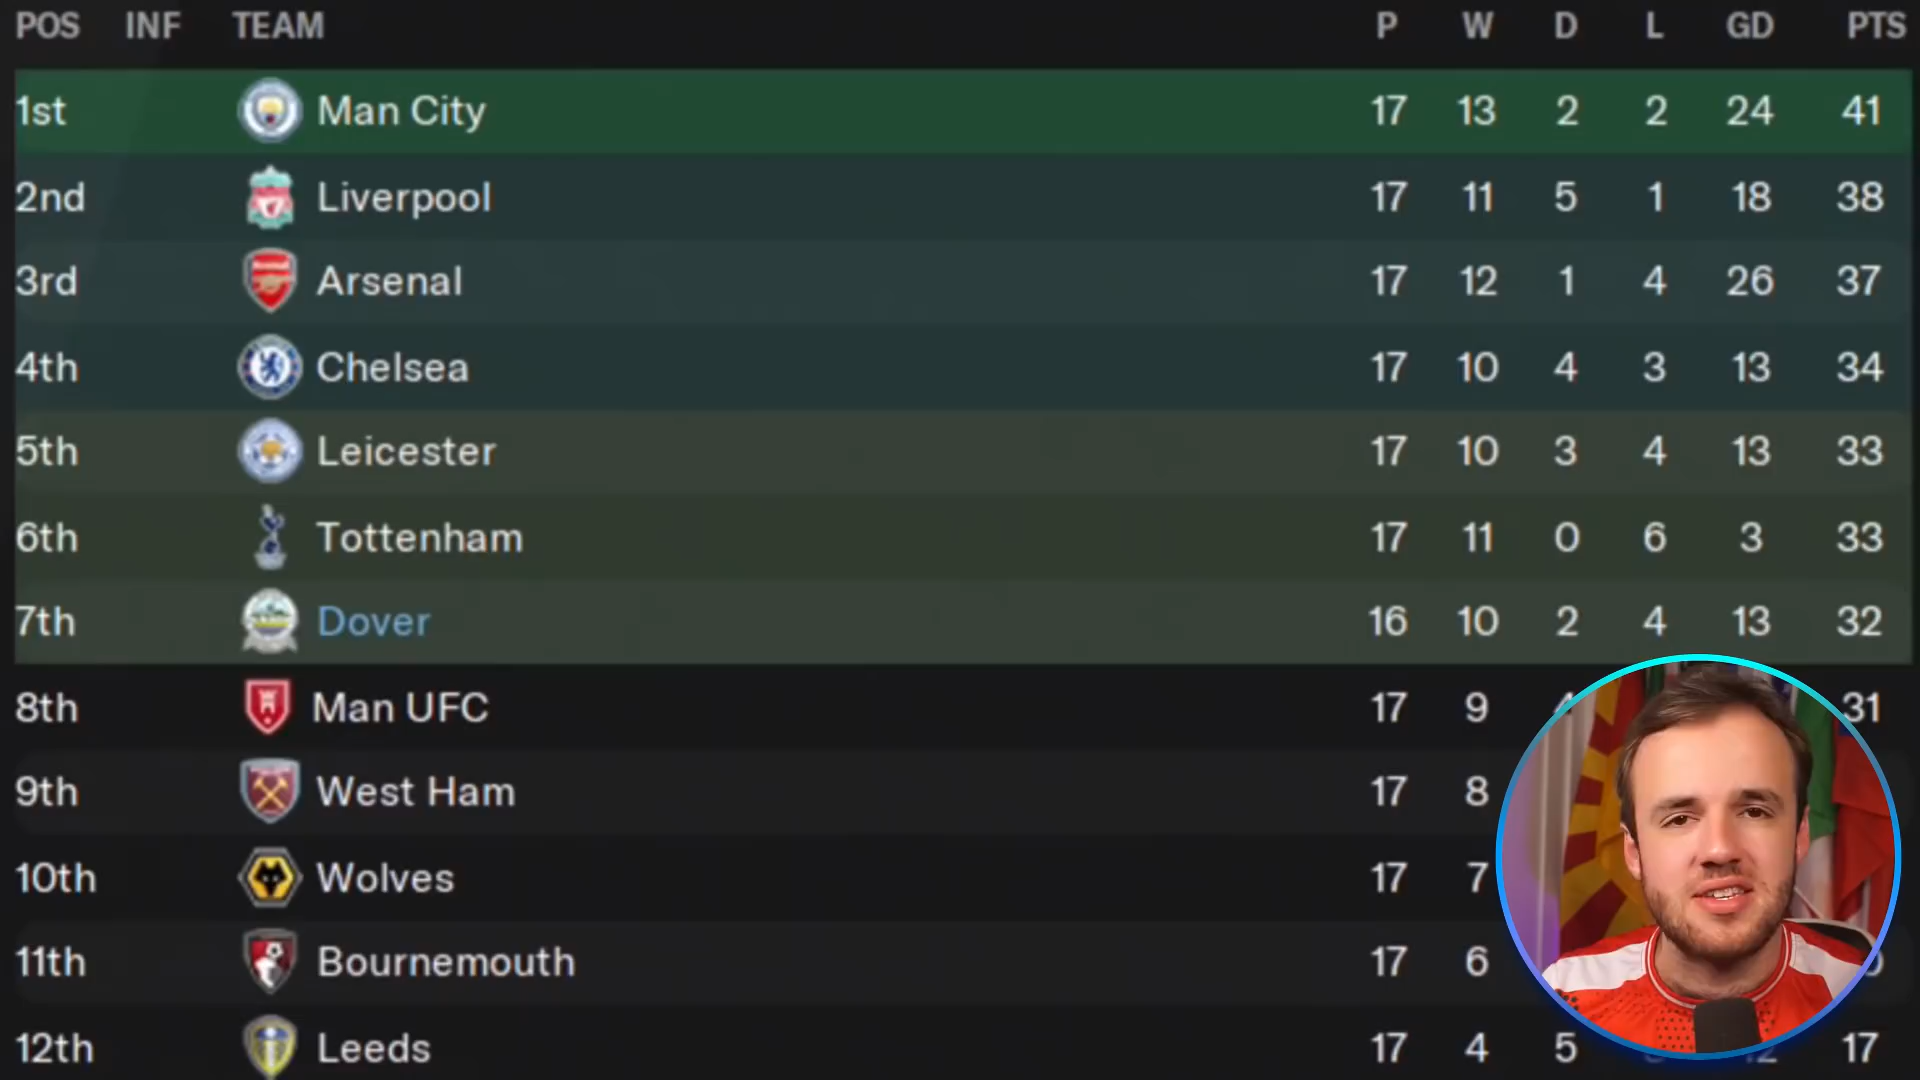 POS INF TEAM P W D L GD PTS
1st Man City 17 13 2 2 24 41
2nd Liverpool 17 11 5 1 18 38
3rd Arsenal 17 12 1 4 26 37
4th Chelsea 17 10 4 3 13 34
5th Leicester 17 10 3 4 13 33
6th Tottenham 17 11 0 6 3 33
7th Dover 16 10 2 4 13 32
8th Man UFC 17 9 31
9th West Ham 17 8
10th Wolves 17 7
11th Bournemouth 17 6
12th Leeds 17 4 5 17